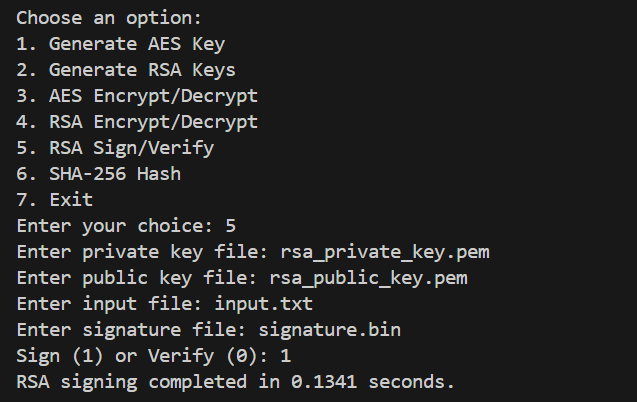 Choose an option:
1. Generate AES Key
2. Generate RSA Keys
3. AES Encrypt/Decrypt
4. RSA Encrypt/Decrypt
5. RSA Sign/Verify
6. SHA-256 Hash
7. Exit
Enter your choice: 5
Enter private key file: rsa_private_key.pem
Enter public key file: rsa_public_key.pem
Enter input file: input.txt
Enter signature file: signature.bin
Sign (1) or Verify (0): 1
RSA signing completed in 0.1341 seconds.